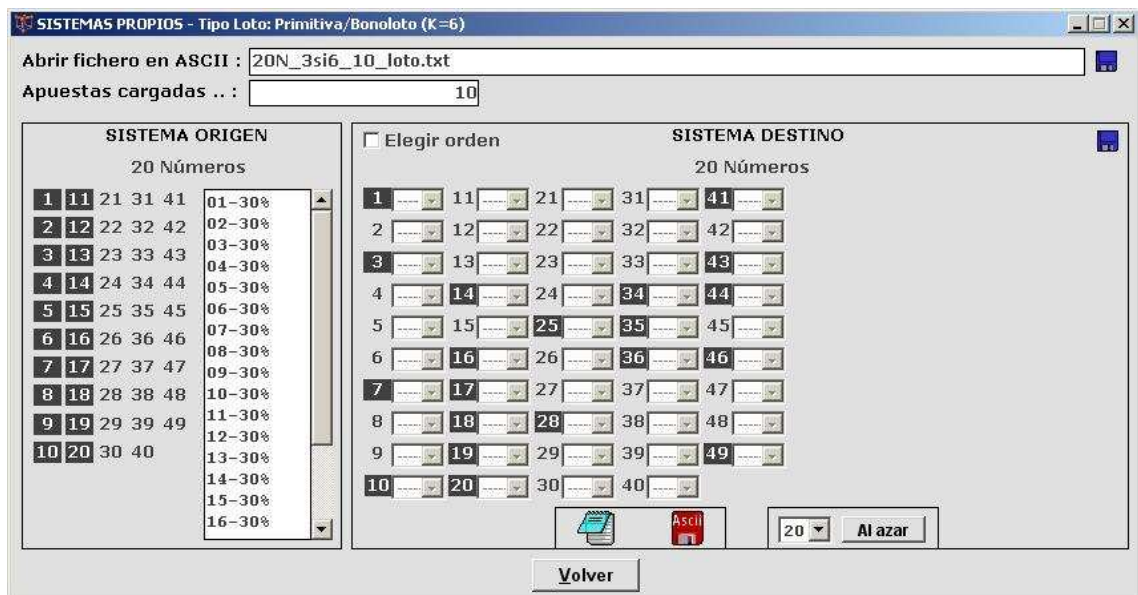 SISTEMAS PROPIOS - Tipo Loto: Primitiva/Bonoloto (K=6)
Abrir fichero en ASCII : 20N_3si6_10_loto.txt
Apuestas cargadas .. : 10
SISTEMA ORIGEN
20 Números
1 11 21 31 41
2 12 22 32 42
3 13 23 33 43
4 14 24 34 44
5 15 25 35 45
6 16 26 36 46
7 17 27 37 47
8 18 28 38 48
9 19 29 39 49
10 20 30 40
01-30%
02-30%
03-30%
04-30%
05-30%
06-30%
07-30%
08-30%
09-30%
10-30%
11-30%
12-30%
13-30%
14-30%
15-30%
16-30%
Elegir orden
SISTEMA DESTINO
20 Números
1 ---- 11 ---- 21 ---- 31 ---- 41 ----
2 ---- 12 ---- 22 ---- 32 ---- 42 ----
3 ---- 13 ---- 23 ---- 33 ---- 43 ----
4 ---- 14 ---- 24 ---- 34 ---- 44 ----
5 ---- 15 ---- 25 ---- 35 ---- 45 ----
6 ---- 16 ---- 26 ---- 36 ---- 46 ----
7 ---- 17 ---- 27 ---- 37 ---- 47 ----
8 ---- 18 ---- 28 ---- 38 ---- 48 ----
9 ---- 19 ---- 29 ---- 39 ---- 49 ----
10 ---- 20 ---- 30 ---- 40 ----
Ascii
20 Al azar
Volver